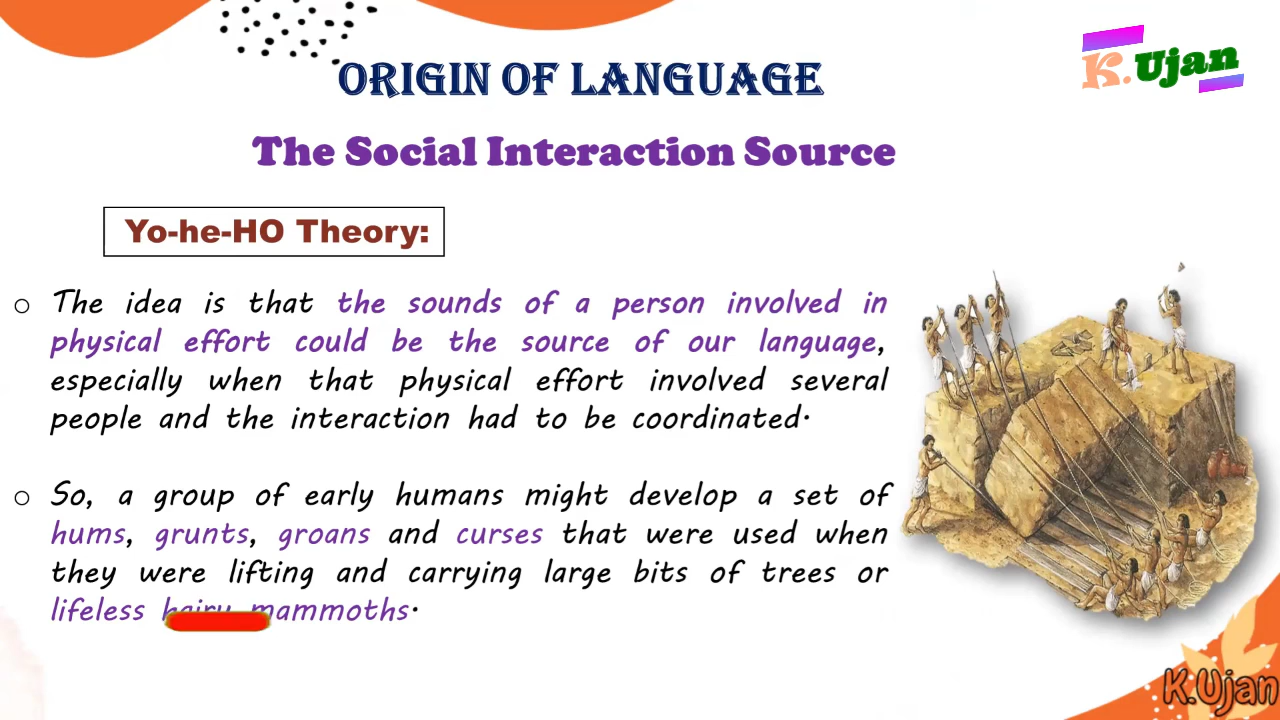 ORIGIN OF LANGUAGE
K.Ujan
The Social Interaction Source
Yo-he-HO Theory:
o The idea is that the sounds of a person involved in
physical effort could be the source of our language,
especially when that physical effort involved several
people and the interaction had to be coordinated.
o So, a group of early humans might develop a set of
hums, grunts, groans and curses that were used when
they were lifting and carrying large bits of trees or
lifeless hairy mammoths.
K.Ujan